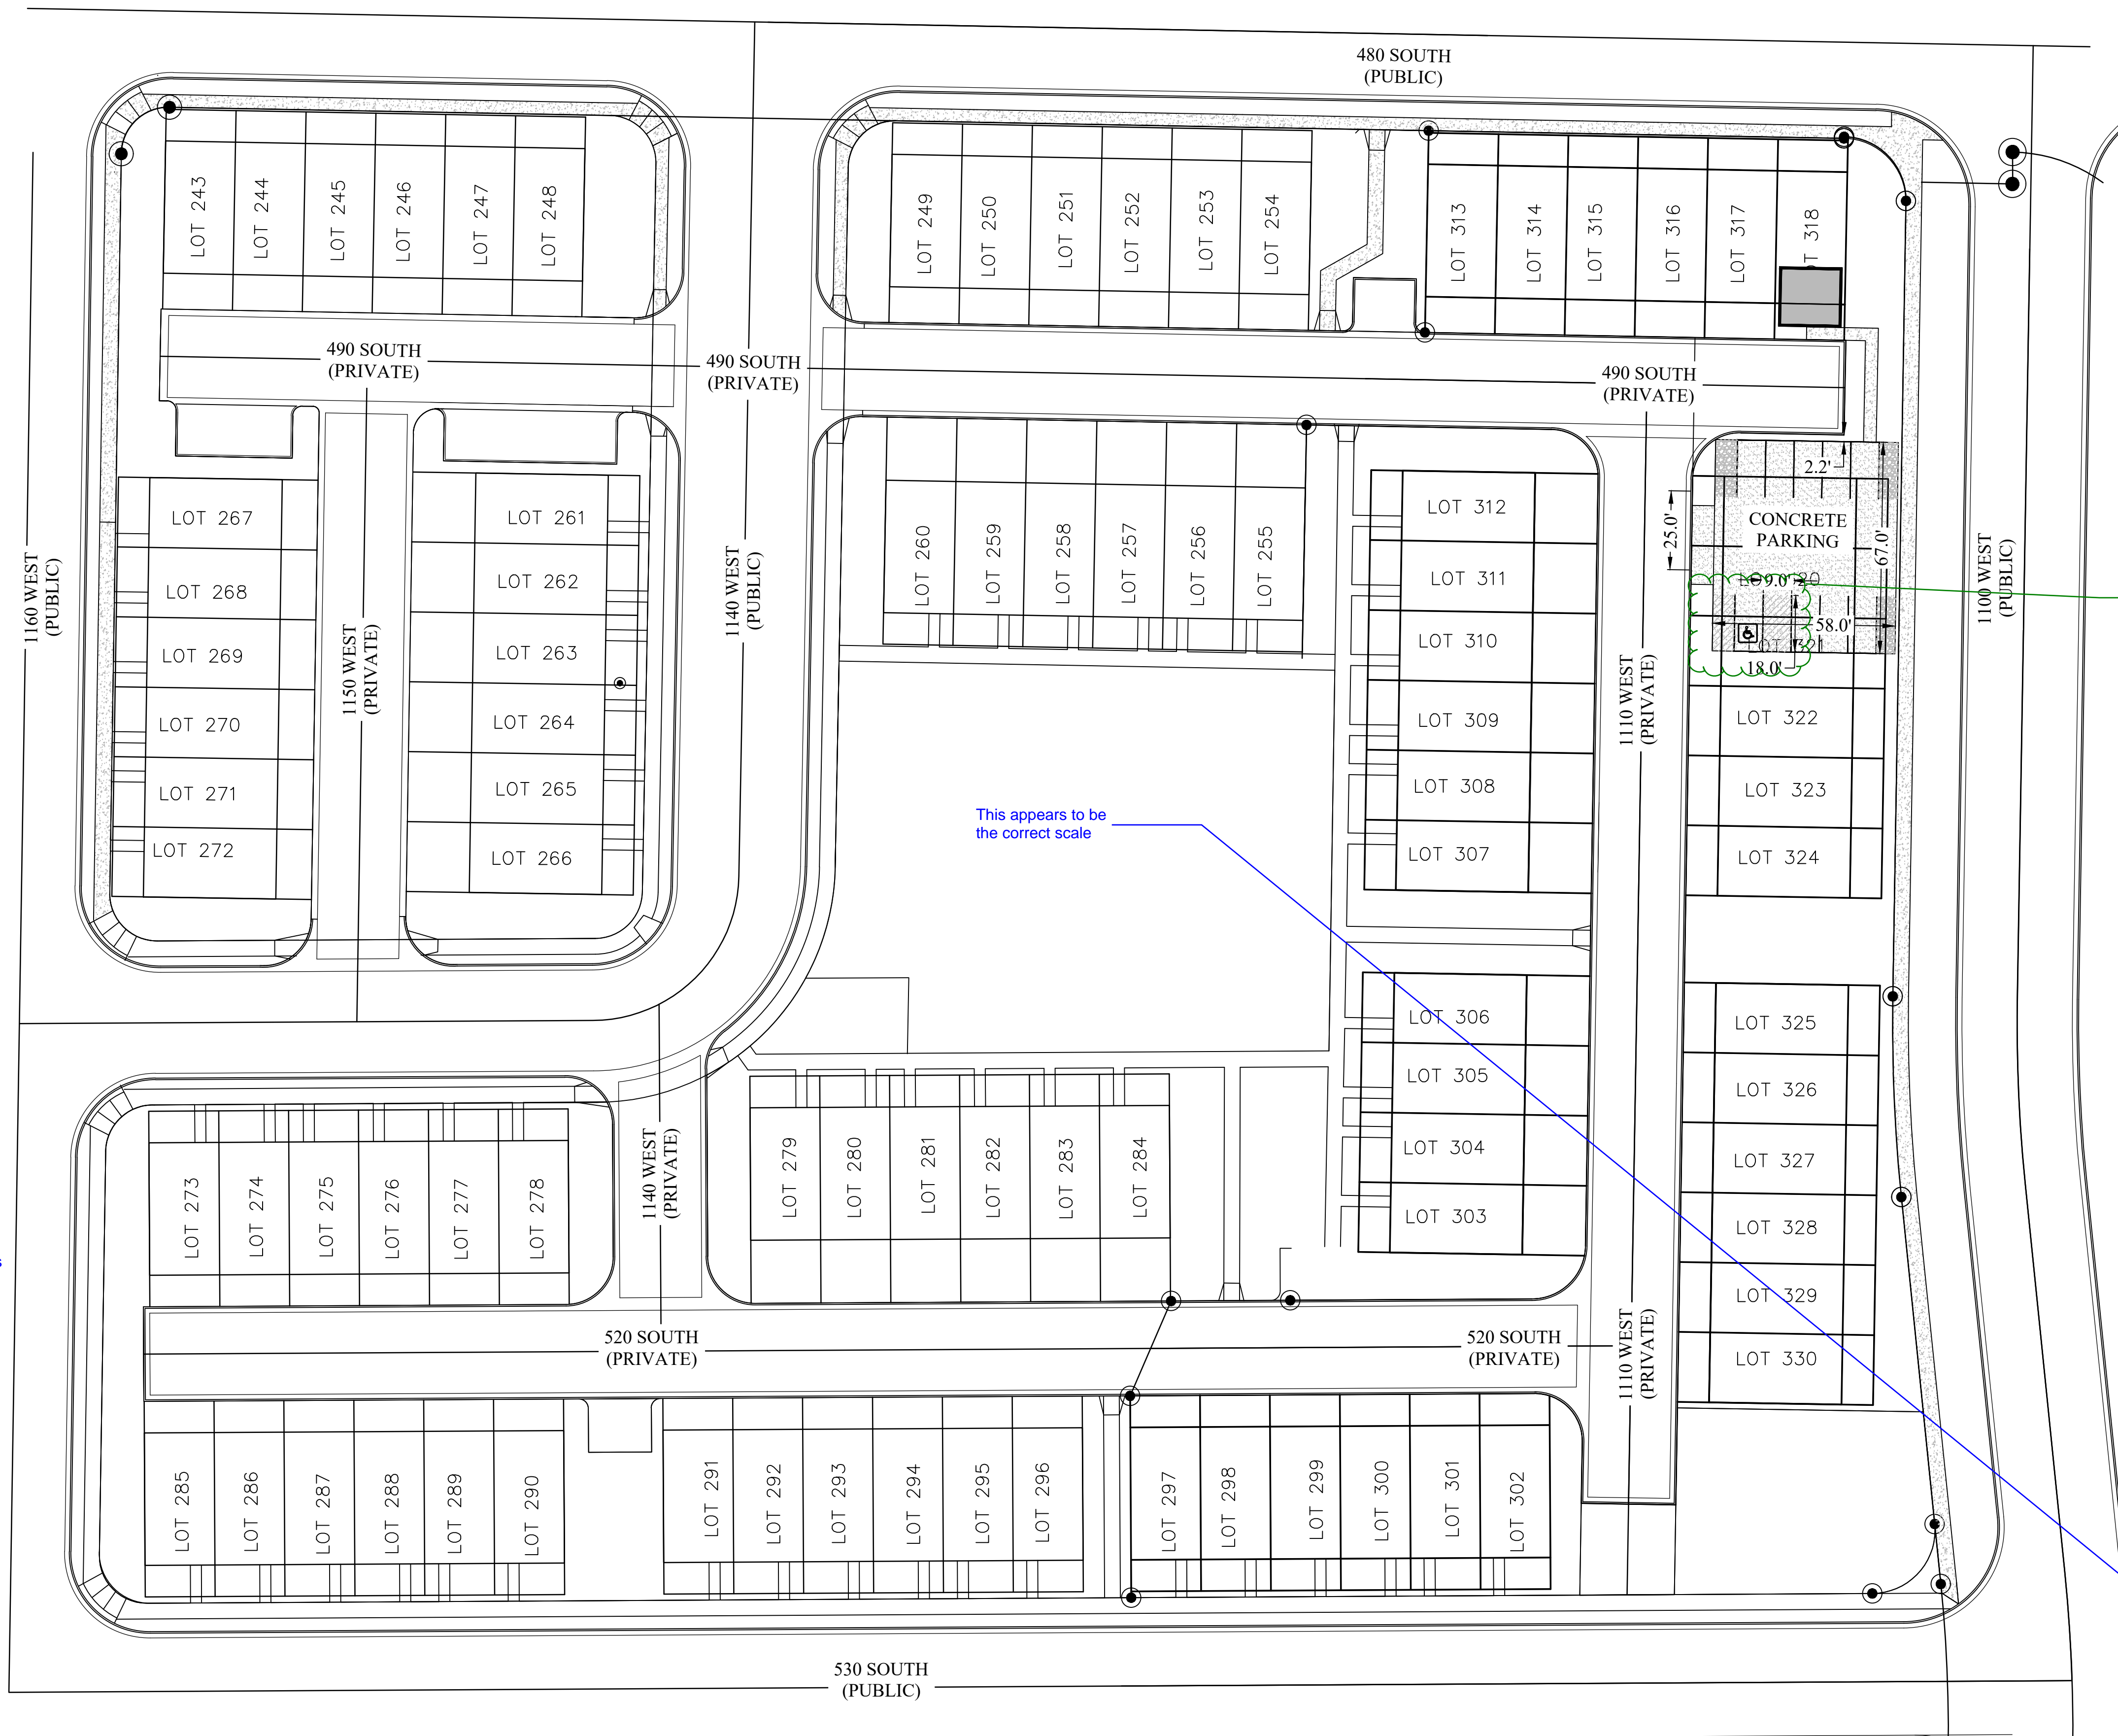 480 SOUTH
(PUBLIC)
LOT 243
LOT 244
LOT 245
LOT 246
LOT 247
LOT 248
LOT 249
LOT 250
LOT 251
LOT 252
LOT 253
LOT 254
LOT 313
LOT 314
LOT 315
LOT 316
LOT 317
T 318
490 SOUTH
(PRIVATE)
490 SOUTH
(PRIVATE)
490 SOUTH
(PRIVATE)
1160 WEST
(PUBLIC)
LOT 267
LOT 268
LOT 269
LOT 270
LOT 271
LOT 272
1150 WEST
(PRIVATE)
LOT 261
LOT 262
LOT 263
LOT 264
LOT 265
LOT 266
1140 WEST
(PUBLIC)
LOT 260
LOT 259
LOT 258
LOT 257
LOT 256
LOT 255
LOT 312
LOT 311
LOT 310
LOT 309
LOT 308
LOT 307
1110 WEST
(PRIVATE)
25.0'
2.2'
CONCRETE
PARKING
67.0'
9.0'
58.0'
18.0'
1100 WEST
(PUBLIC)
LOT 322
LOT 323
LOT 324
This appears to be
the correct scale
LOT 306
LOT 305
LOT 304
LOT 303
LOT 325
LOT 326
LOT 327
LOT 328
LOT 329
LOT 330
LOT 273
LOT 274
LOT 275
LOT 276
LOT 277
LOT 278
1140 WEST
(PRIVATE)
LOT 279
LOT 280
LOT 281
LOT 282
LOT 283
LOT 284
520 SOUTH
(PRIVATE)
520 SOUTH
(PRIVATE)
1110 WEST
(PRIVATE)
LOT 285
LOT 286
LOT 287
LOT 288
LOT 289
LOT 290
LOT 291
LOT 292
LOT 293
LOT 294
LOT 295
LOT 296
LOT 297
LOT 298
LOT 299
LOT 300
LOT 301
LOT 302
530 SOUTH
(PUBLIC)